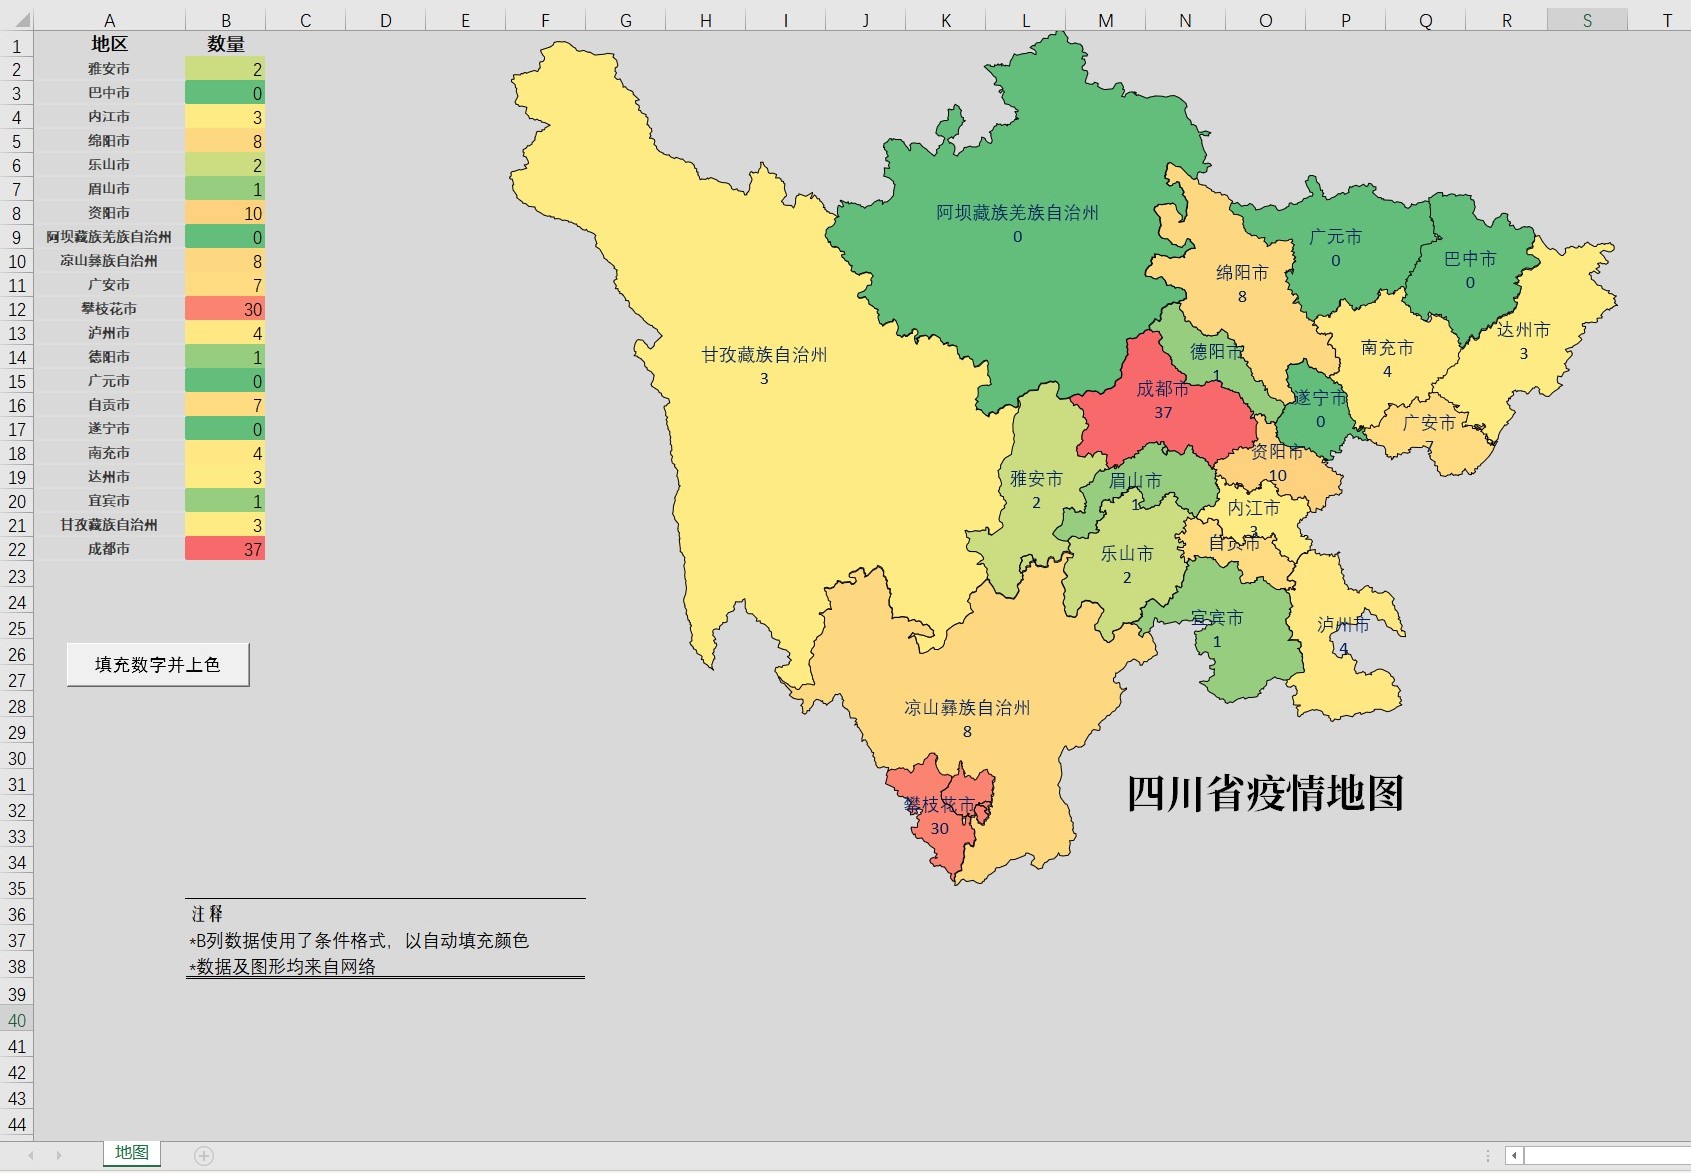 A B C D E F G H I J K L M N O P Q R S T
1 地区 数量
2 雅安市 2
3 巴中市 0
4 内江市 3
5 绵阳市 8
6 乐山市 2
7 眉山市 1
8 资阳市 10
9 阿坝藏族羌族自治州 0
10 凉山彝族自治州 8
11 广安市 7
12 攀枝花市 30
13 泸州市 4
14 德阳市 1
15 广元市 0
16 自贡市 7
17 遂宁市 0
18 南充市 4
19 达州市 3
20 宜宾市 1
21 甘孜藏族自治州 3
22 成都市 37
23
24
25
26
27
28
29
30
31
32
33
34
35
36
37
38
39
40
41
42
43
44
填充数字并上色
阿坝藏族羌族自治州
0
广元市
0
巴中市
0
绵阳市
8
达州市
3
南充市
4
甘孜藏族自治州
3
德阳市
1
成都市
37
遂宁市
0
广安市
7
资阳市
10
雅安市
2
眉山市
1
内江市
3
自贡市
乐山市
2
宜宾市
1
泸州市
4
凉山彝族自治州
8
攀枝花市
30
四川省疫情地图
注释
*B列数据使用了条件格式，以自动填充颜色
*数据及图形均来自网络
地图